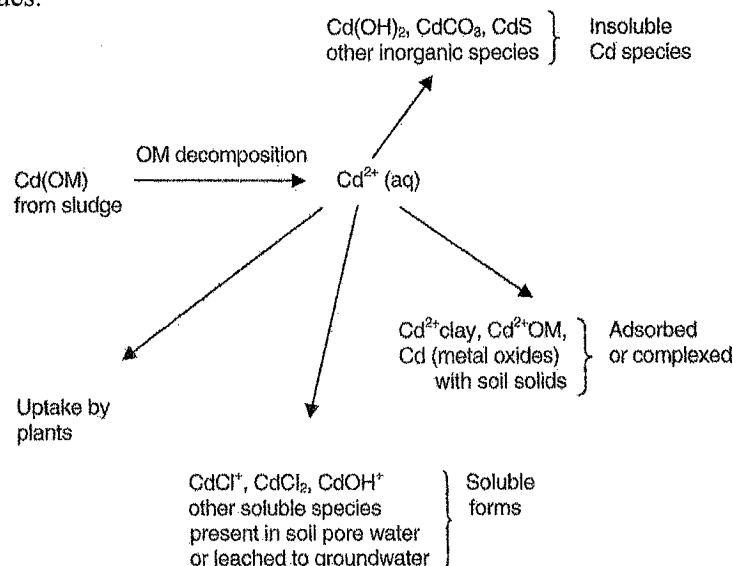 Cd(OH)₂, CdCO₃, CdS
other inorganic species
Insoluble
Cd species
OM decomposition
Cd(OM)
from sludge
Cd²⁺ (aq)
Cd²⁺clay, Cd²⁺OM,
Cd (metal oxides)
with soil solids
Adsorbed
or complexed
Uptake by
plants
CdCl⁺, CdCl₂, CdOH⁺
other soluble species
present in soil pore water
or leached to groundwater
Soluble
forms